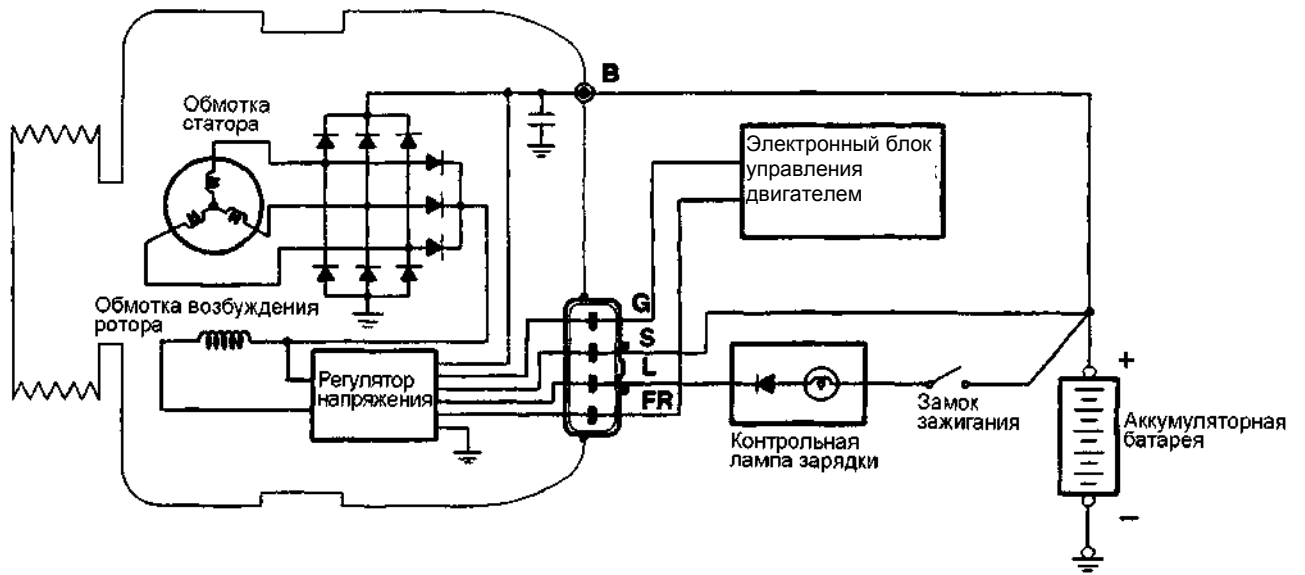 B
Обмотка
статора
Электронный блок
управления
двигателем
Обмотка возбуждения
ротора
G
S
L
FR
Регулятор
напряжения
Контрольная
лампа зарядки
Замок
зажигания
+
Аккумуляторная
батарея
−